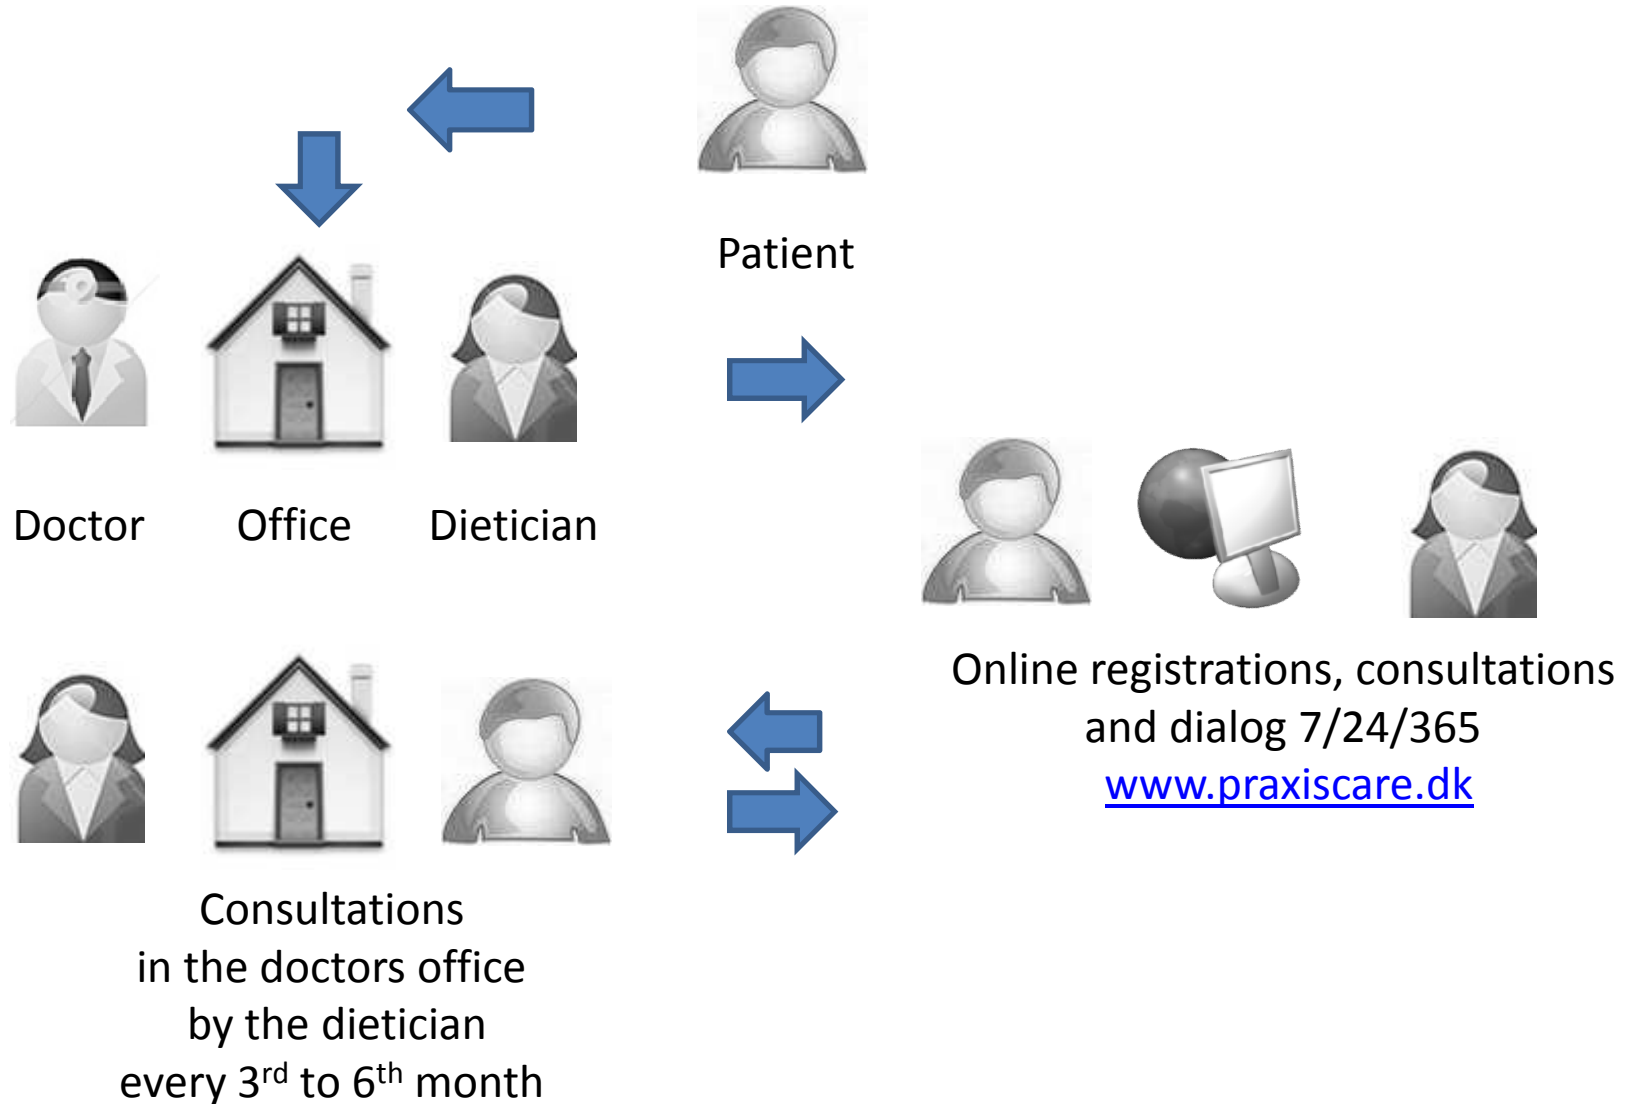 Patient
Doctor
Office
Dietician
Online registrations, consultations
and dialog 7/24/365
www.praxiscare.dk
Consultations
in the doctors office
by the dietician
every 3rd to 6th month